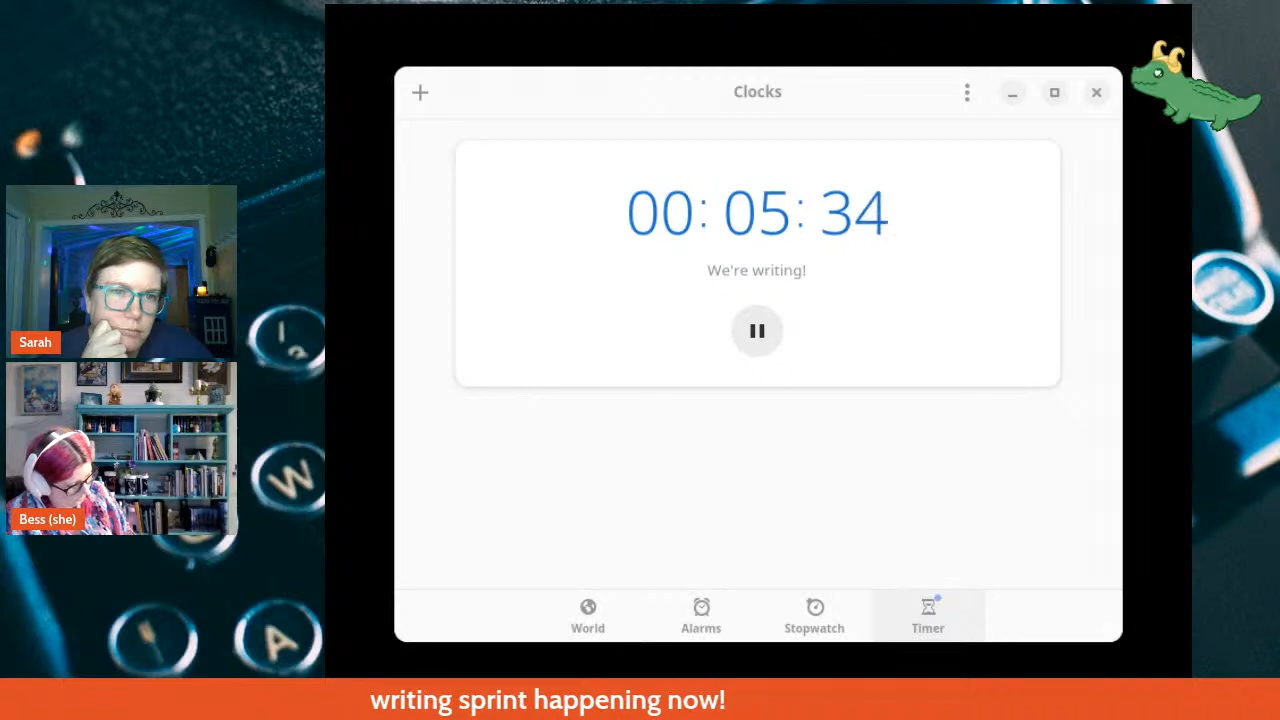 Clocks
00:05:34
We're writing!
World
Alarms
Stopwatch
Timer
Sarah
Bess (she)
I
W
A
writing sprint happening now!